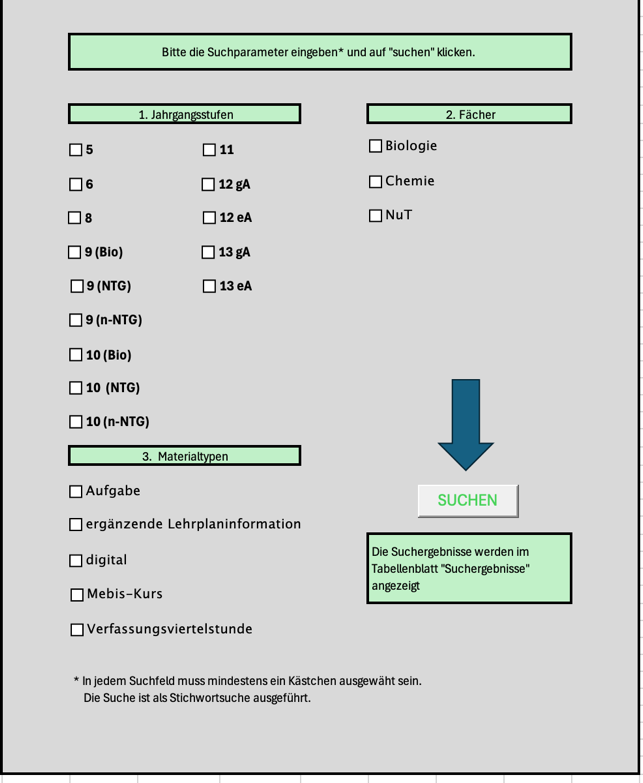 Bitte die Suchparameter eingeben* und auf "suchen" klicken.
1. Jahrgangsstufen
5
6
8
9 (Bio)
9 (NTG)
9 (n-NTG)
10 (Bio)
10 (NTG)
10 (n-NTG)
11
12 gA
12 eA
13 gA
13 eA
2. Fächer
Biologie
Chemie
NuT
3. Materialtypen
Aufgabe
ergänzende Lehrplaninformation
digital
Mebis-Kurs
Verfassungsviertelstunde
SUCHEN
Die Suchergebnisse werden im
Tabellenblatt "Suchergebnisse"
angezeigt
* In jedem Suchfeld muss mindestens ein Kästchen ausgewäht sein.
Die Suche ist als Stichwortsuche ausgeführt.